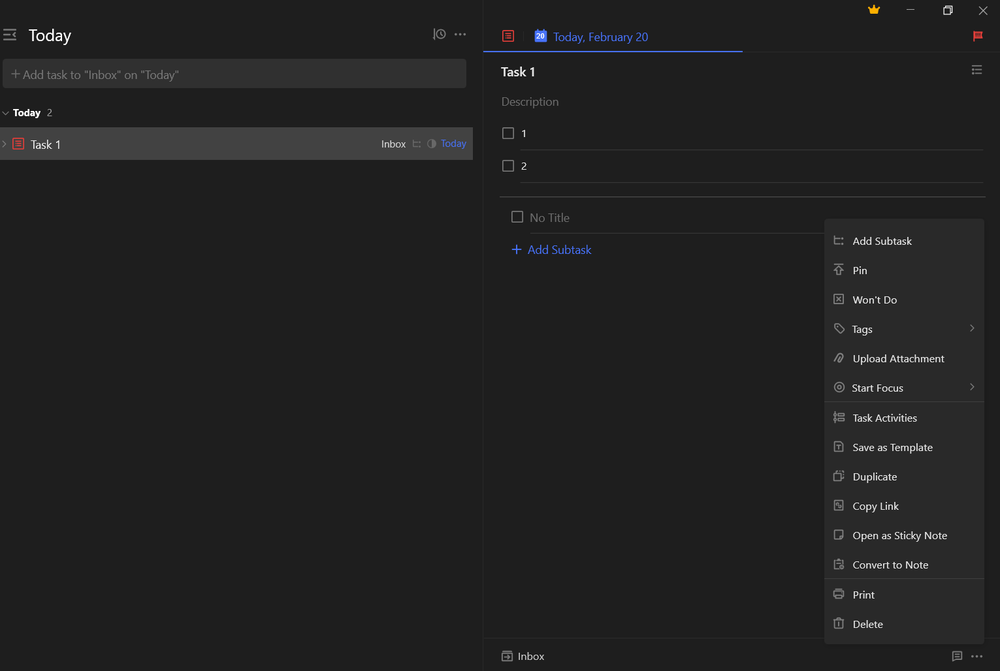 Today
+ Add task to "Inbox" on "Today"
Today 2
Task 1 Inbox Today
20 Today, February 20
Task 1
Description
1
2
No Title
+ Add Subtask
Add Subtask
Pin
Won't Do
Tags
Upload Attachment
Start Focus
Task Activities
Save as Template
Duplicate
Copy Link
Open as Sticky Note
Convert to Note
Print
Delete
Inbox